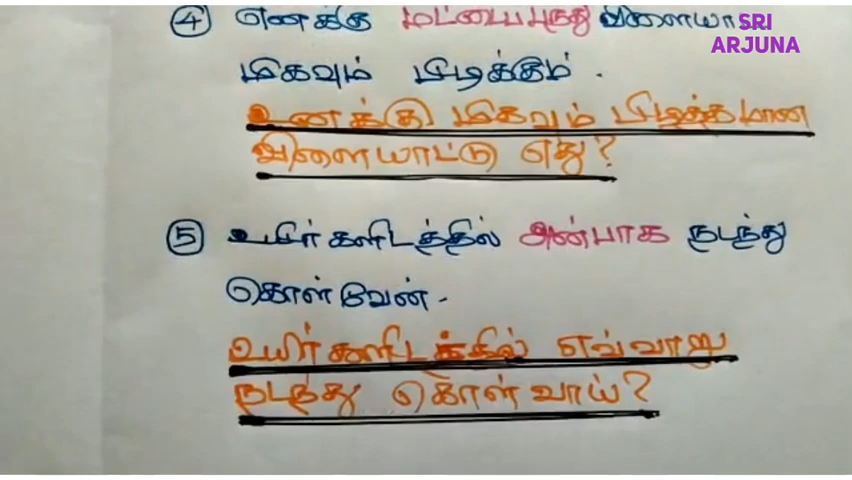 ④ எனக்கு மட்டைபந்து விளையா
மிகவும் பிடிக்கும் .
உனக்கு மிகவும் பிடித்தமான
விளையாட்டு எது?
⑤ உயிர்களிடத்தில் அன்பாக நடந்து
கொள்வேன்.
உயிர்களிடத்தில் எவ்வாறு
நடந்து கொள்வாய்?
SRI
ARJUNA